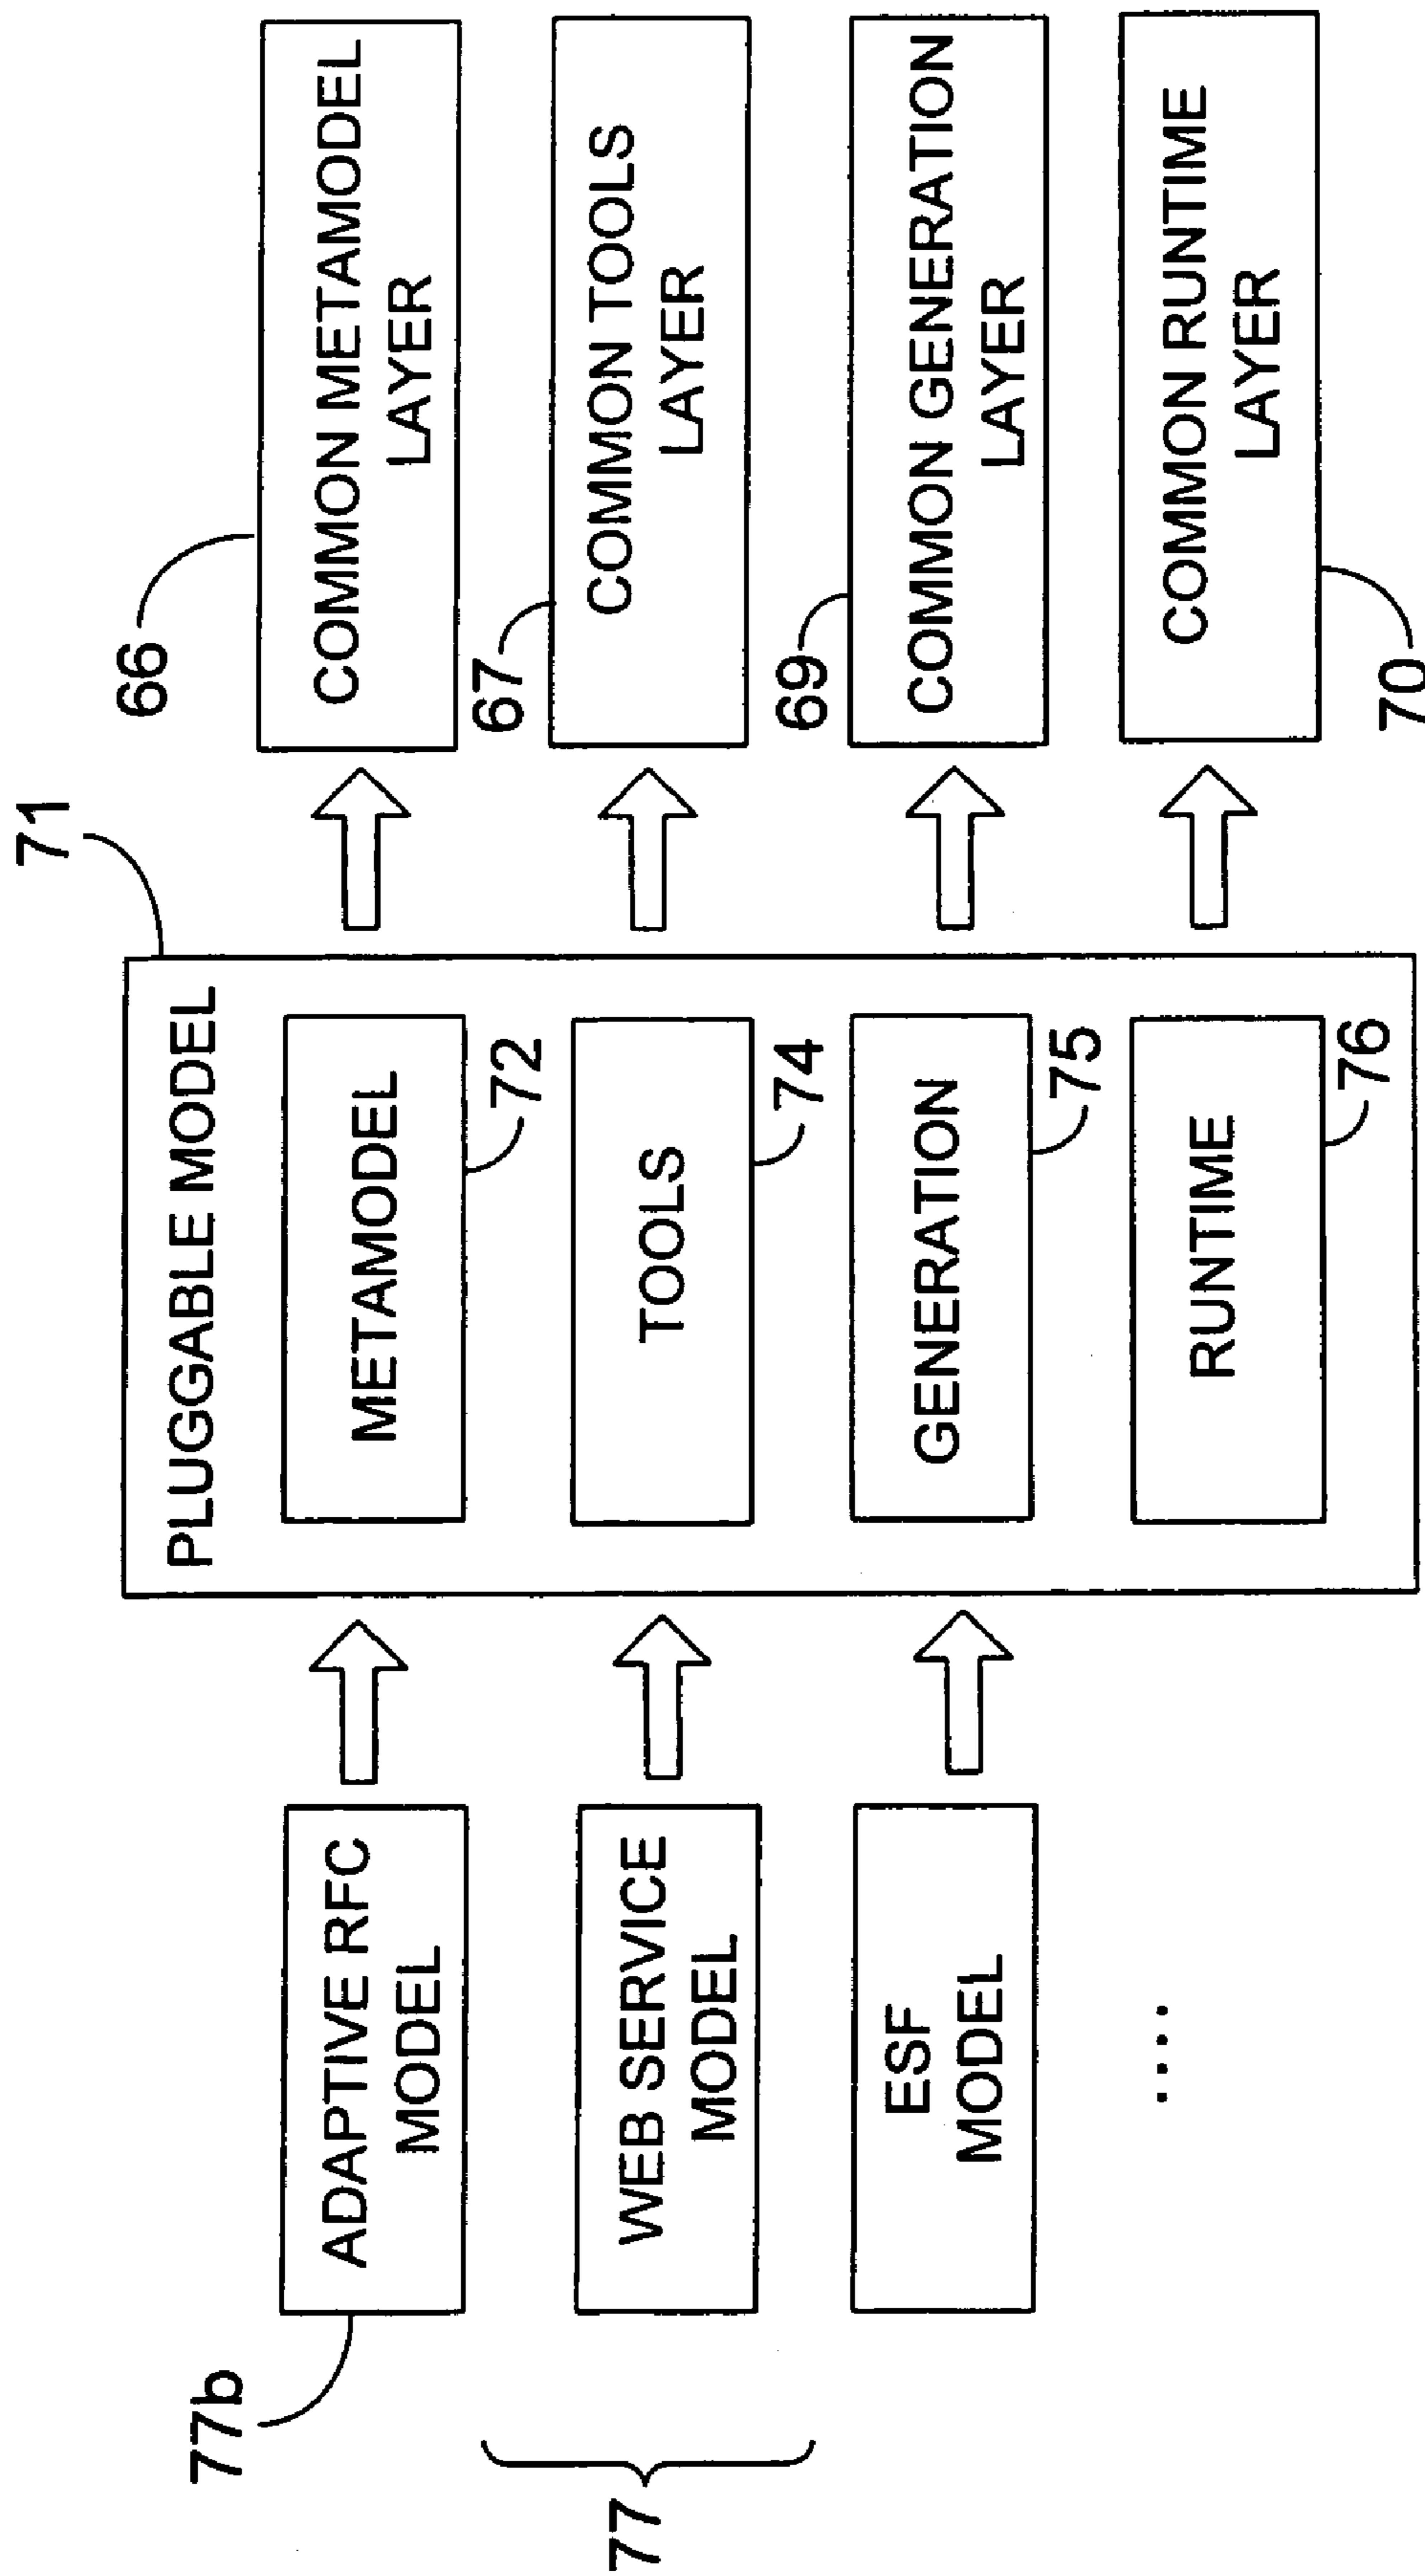 77
77b
ADAPTIVE RFC
MODEL
WEB SERVICE
MODEL
ESF
MODEL
....
71
PLUGGABLE MODEL
METAMODEL
72
TOOLS
74
GENERATION
75
RUNTIME
76
66
COMMON METAMODEL
LAYER
67
COMMON TOOLS
LAYER
69
COMMON GENERATION
LAYER
COMMON RUNTIME
LAYER
70